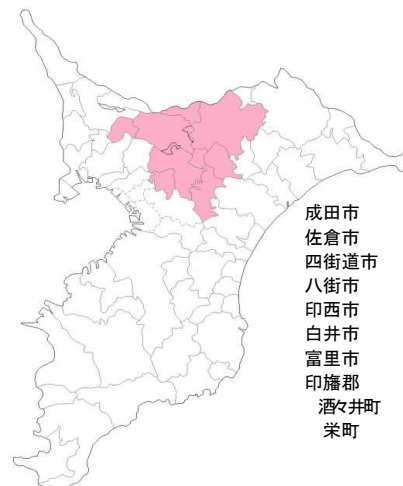 成田市
佐倉市
四街道市
八街市
印西市
白井市
富里市
印旛郡
酒々井町
栄町